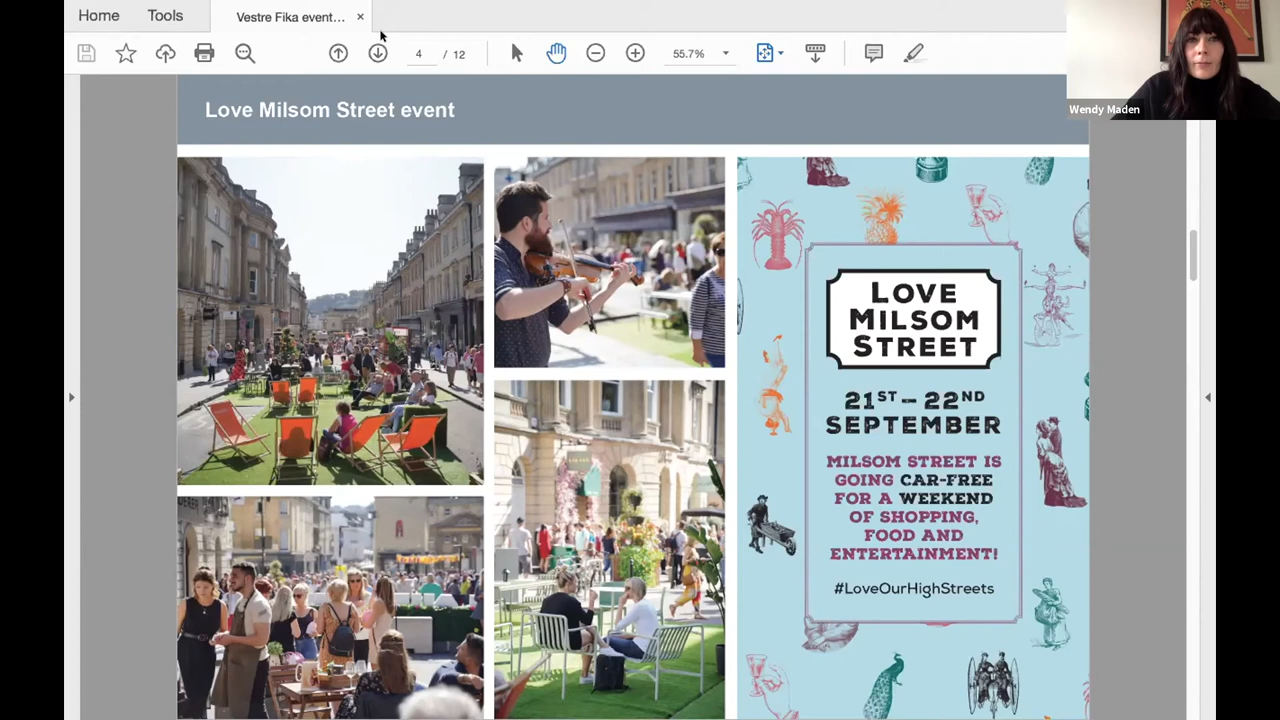 Home Tools Vestre Fika event...
4 / 12 55.7%
Wendy Maden
Love Milsom Street event
LOVE
MILSOM
STREET
21ST – 22ND
SEPTEMBER
MILSOM STREET IS
GOING CAR-FREE
FOR A WEEKEND
OF SHOPPING,
FOOD AND
ENTERTAINMENT!
#LoveOurHighStreets